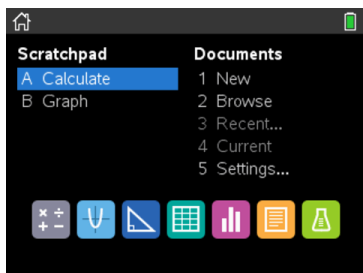 Scratchpad
A Calculate
B Graph
Documents
1 New
2 Browse
3 Recent...
4 Current
5 Settings...